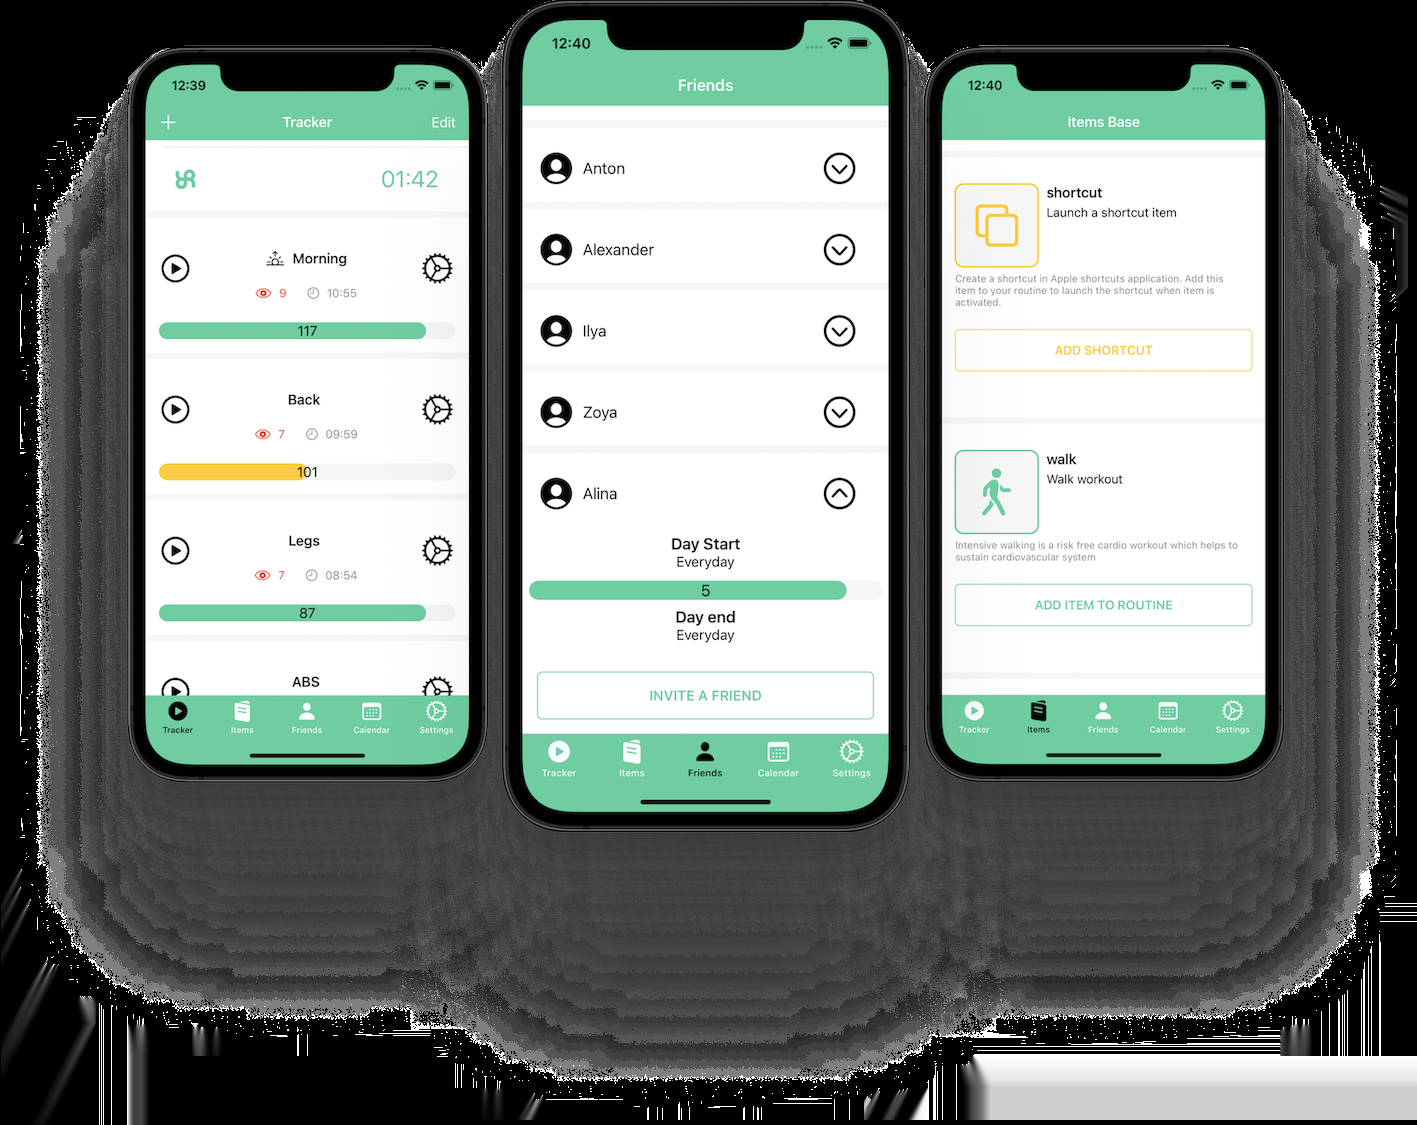 12:39
Tracker
Edit
01:42
Morning
9
10:55
117
Back
7
09:59
101
Legs
7
08:54
87
ABS
Tracker
Items
Friends
Calendar
Settings
12:40
Friends
Anton
Alexander
Ilya
Zoya
Alina
Day Start
Everyday
5
Day end
Everyday
INVITE A FRIEND
Tracker
Items
Friends
Calendar
Settings
12:40
Items Base
shortcut
Launch a shortcut item
Create a shortcut in Apple shortcuts application. Add this
item to your routine to launch the shortcut when item is
activated.
ADD SHORTCUT
walk
Walk workout
Intensive walking is a risk free cardio workout which helps to
sustain cardiovascular system
ADD ITEM TO ROUTINE
Tracker
Items
Friends
Calendar
Settings